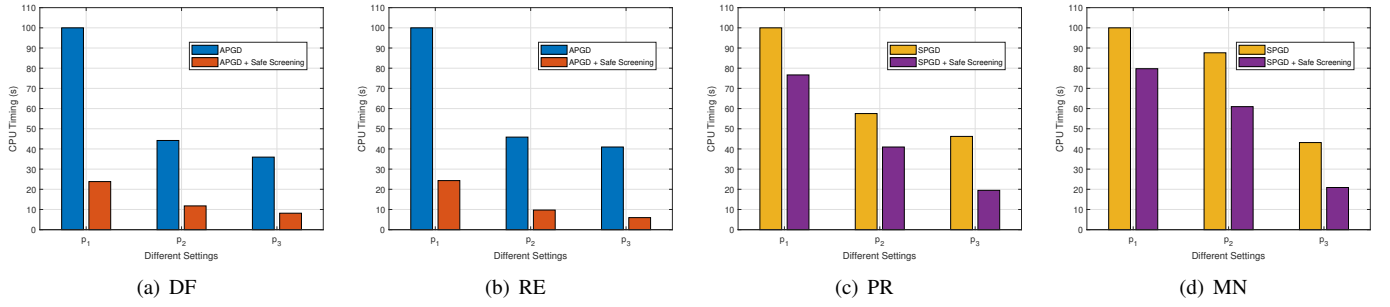 110
100
90
80
70
60
50
40
30
20
10
0
CPU Timing (s)
APGD
APGD + Safe Screening
p1 p2 p3
Different Settings
(a) DF
110
100
90
80
70
60
50
40
30
20
10
0
CPU Timing (s)
APGD
APGD + Safe Screening
p1 p2 p3
Different Settings
(b) RE
110
100
90
80
70
60
50
40
30
20
10
0
CPU Timing (s)
SPGD
SPGD + Safe Screening
p1 p2 p3
Different Settings
(c) PR
110
100
90
80
70
60
50
40
30
20
10
0
CPU Timing (s)
SPGD
SPGD + Safe Screening
p1 p2 p3
Different Settings
(d) MN